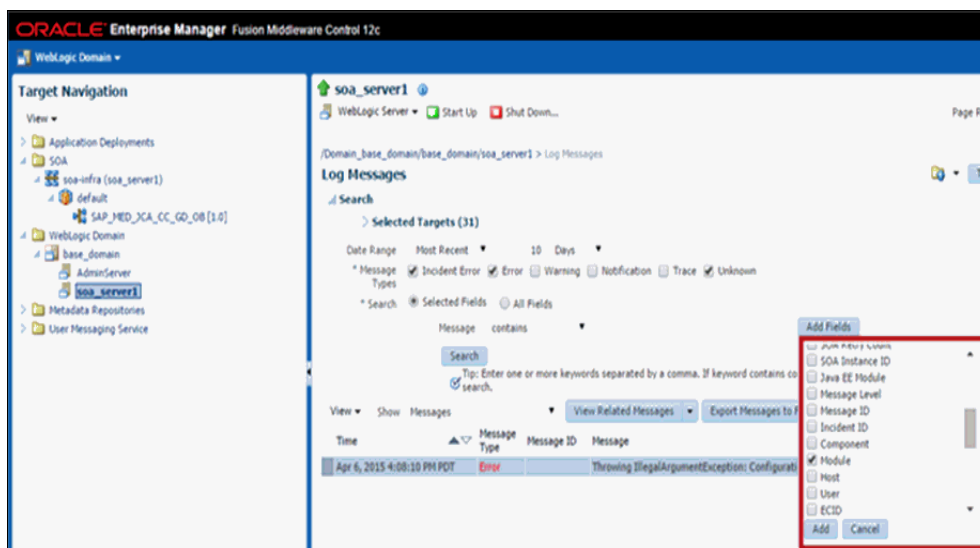 ORACLE Enterprise Manager Fusion Middleware Control 12c
WebLogic Domain
Target Navigation
View
Application Deployments
SOA
soa-infra (soa_server1)
default
SAP_MED_JCA_CC_GD_OB [1.0]
WebLogic Domain
base_domain
AdminServer
soa_server1
Metadata Repositories
User Messaging Service
soa_server1
WebLogic Server Start Up Shut Down...
Page R
/Domain_base_domain/base_domain/soa_server1 > Log Messages
Log Messages
Search
Selected Targets (31)
Date Range Most Recent 10 Days
* Message Types Incident Error Error Warning Notification Trace Unknown
* Search Selected Fields All Fields
Message contains
Add Fields
Search
Tip: Enter one or more keywords separated by a comma. If keyword contains co
search.
View Show Messages View Related Messages Export Messages to F
Time Message Type Message ID Message
Apr 6, 2015 4:08:10 PM PDT Error Throwing IllegalArgumentException: Configurati
SOA Retry Count
SOA Instance ID
Java EE Module
Message Level
Message ID
Incident ID
Component
Module
Host
User
ECID
Add Cancel